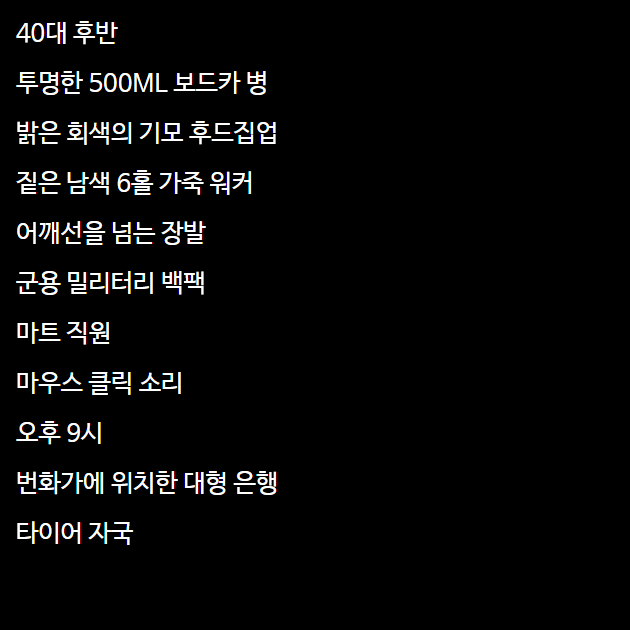 40대 후반
투명한 500ML 보드카 병
밝은 회색의 기모 후드집업
짙은 남색 6홀 가죽 워커
어깨선을 넘는 장발
군용 밀리터리 백팩
마트 직원
마우스 클릭 소리
오후 9시
번화가에 위치한 대형 은행
타이어 자국